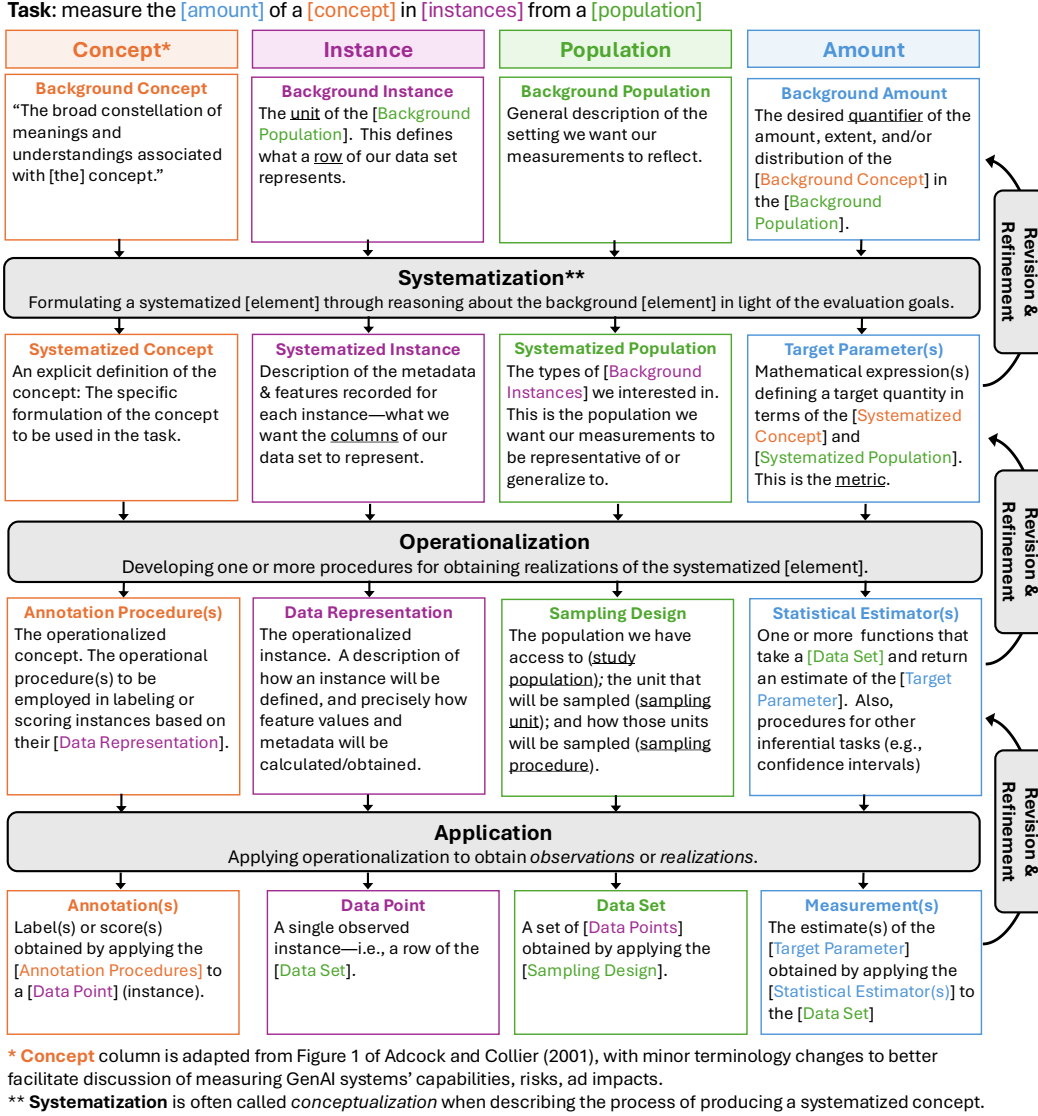 Task: measure the [amount] of a [concept] in [instances] from a [population]
Concept*
Instance
Population
Amount
Background Concept
“The broad constellation of
meanings and
understandings associated
with [the] concept.”
Background Instance
The unit of the [Background
Population]. This defines
what a row of our data set
represents.
Background Population
General description of the
setting we want our
measurements to reflect.
Background Amount
The desired quantifier of the
amount, extent, and/or
distribution of the
[Background Concept] in
the [Background
Population].
Revision &
Refinement
Systematization**
Formulating a systematized [element] through reasoning about the background [element] in light of the evaluation goals.
Systematized Concept
An explicit definition of the
concept: The specific
formulation of the concept
to be used in the task.
Systematized Instance
Description of the metadata
& features recorded for
each instance—what we
want the columns of our
data set to represent.
Systematized Population
The types of [Background
Instances] we interested in.
This is the population we
want our measurements to
be representative of or
generalize to.
Target Parameter(s)
Mathematical expression(s)
defining a target quantity in
terms of the [Systematized
Concept] and
[Systematized Population].
This is the metric.
Revision &
Refinement
Operationalization
Developing one or more procedures for obtaining realizations of the systematized [element].
Annotation Procedure(s)
The operationalized
concept. The operational
procedure(s) to be
employed in labeling or
scoring instances based on
their [Data Representation].
Data Representation
The operationalized
instance. A description of
how an instance will be
defined, and precisely how
feature values and
metadata will be
calculated/obtained.
Sampling Design
The population we have
access to (study
population); the unit that
will be sampled (sampling
unit); and how those units
will be sampled (sampling
procedure).
Statistical Estimator(s)
One or more functions that
take a [Data Set] and return
an estimate of the [Target
Parameter]. Also,
procedures for other
inferential tasks (e.g.,
confidence intervals)
Revision &
Refinement
Application
Applying operationalization to obtain observations or realizations.
Annotation(s)
Label(s) or score(s)
obtained by applying the
[Annotation Procedures] to
a [Data Point] (instance).
Data Point
A single observed
instance—i.e., a row of the
[Data Set].
Data Set
A set of [Data Points]
obtained by applying the
[Sampling Design].
Measurement(s)
The estimate(s) of the
[Target Parameter]
obtained by applying the
[Statistical Estimator(s)] to
the [Data Set]
* Concept column is adapted from Figure 1 of Adcock and Collier (2001), with minor terminology changes to better
facilitate discussion of measuring GenAI systems’ capabilities, risks, ad impacts.
** Systematization is often called conceptualization when describing the process of producing a systematized concept.